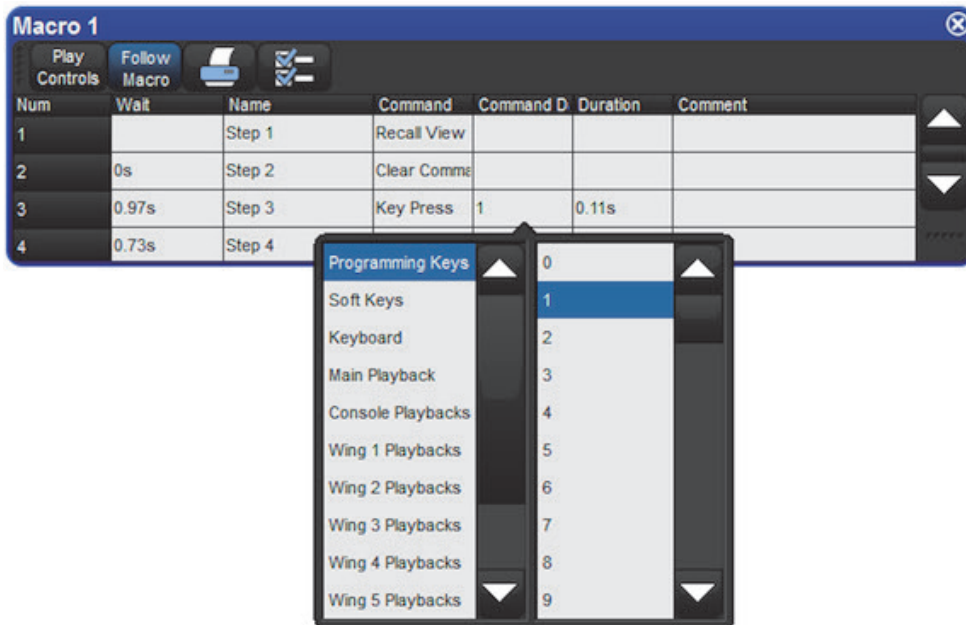 Macro 1
Play Controls Follow Macro
Num Wait Name Command Command D Duration Comment
1 Step 1 Recall View
2 0s Step 2 Clear Comma
3 0.97s Step 3 Key Press 1 0.11s
4 0.73s Step 4
Programming Keys 0
Soft Keys 1
Keyboard 2
Main Playback 3
Console Playbacks 4
Wing 1 Playbacks 5
Wing 2 Playbacks 6
Wing 3 Playbacks 7
Wing 4 Playbacks 8
Wing 5 Playbacks 9